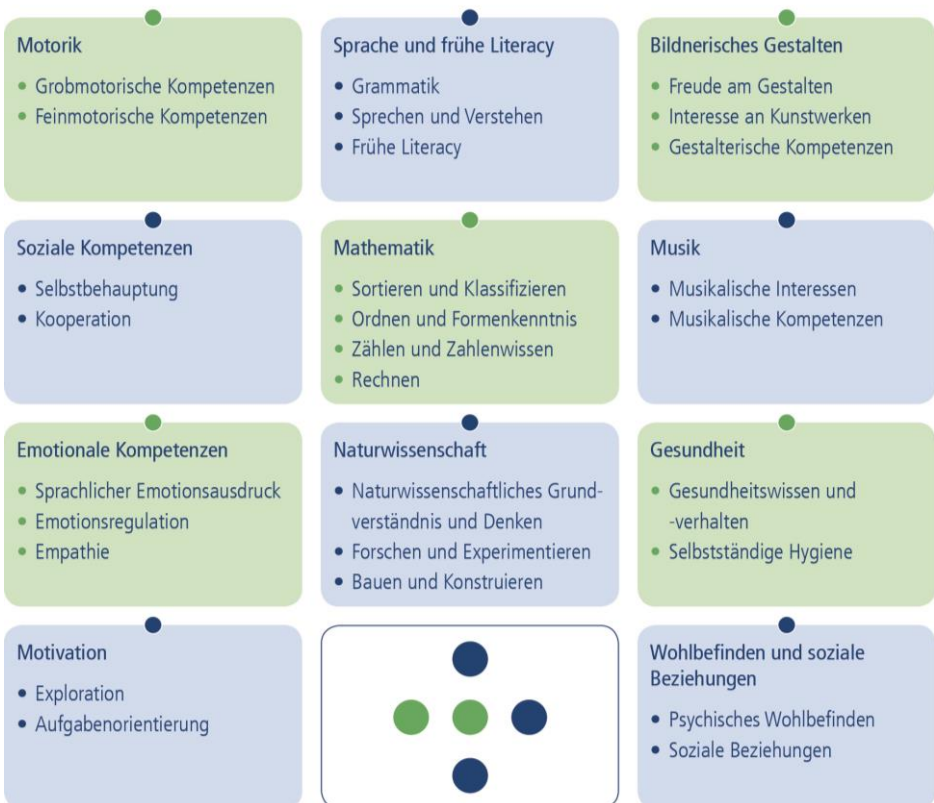 Motorik
Grobmotorische Kompetenzen
Feinmotorische Kompetenzen
Sprache und frühe Literacy
Grammatik
Sprechen und Verstehen
Frühe Literacy
Bildnerisches Gestalten
Freude am Gestalten
Interesse an Kunstwerken
Gestalterische Kompetenzen
Soziale Kompetenzen
Selbstbehauptung
Kooperation
Mathematik
Sortieren und Klassifizieren
Ordnen und Formenkenntnis
Zählen und Zahlenwissen
Rechnen
Musik
Musikalische Interessen
Musikalische Kompetenzen
Emotionale Kompetenzen
Sprachlicher Emotionsausdruck
Emotionsregulation
Empathie
Naturwissenschaft
Naturwissenschaftliches Grund-
verständnis und Denken
Forschen und Experimentieren
Bauen und Konstruieren
Gesundheit
Gesundheitswissen und
-verhalten
Selbstständige Hygiene
Motivation
Exploration
Aufgabenorientierung
Wohlbefinden und soziale
Beziehungen
Psychisches Wohlbefinden
Soziale Beziehungen